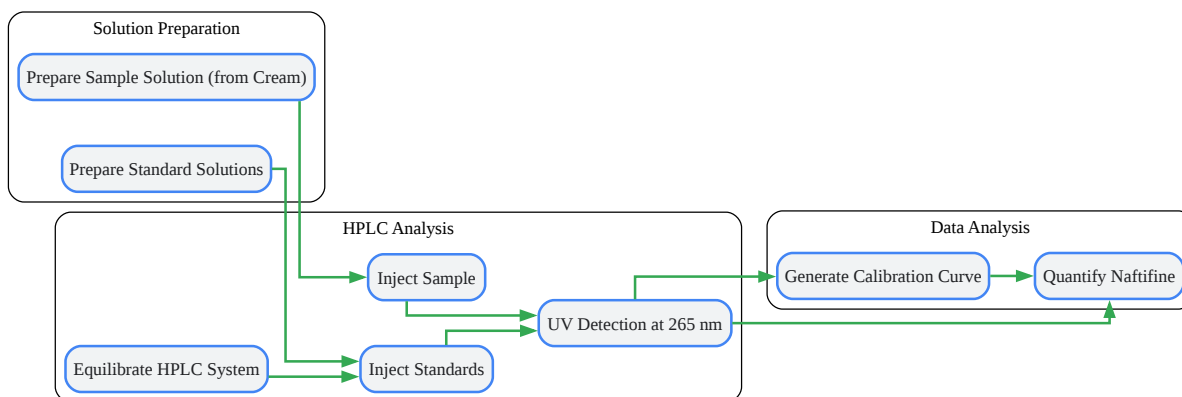 Solution Preparation
Prepare Sample Solution (from Cream)
Prepare Standard Solutions
HPLC Analysis
Inject Sample
UV Detection at 265 nm
Equilibrate HPLC System
Inject Standards
Data Analysis
Generate Calibration Curve
Quantify Naftifine